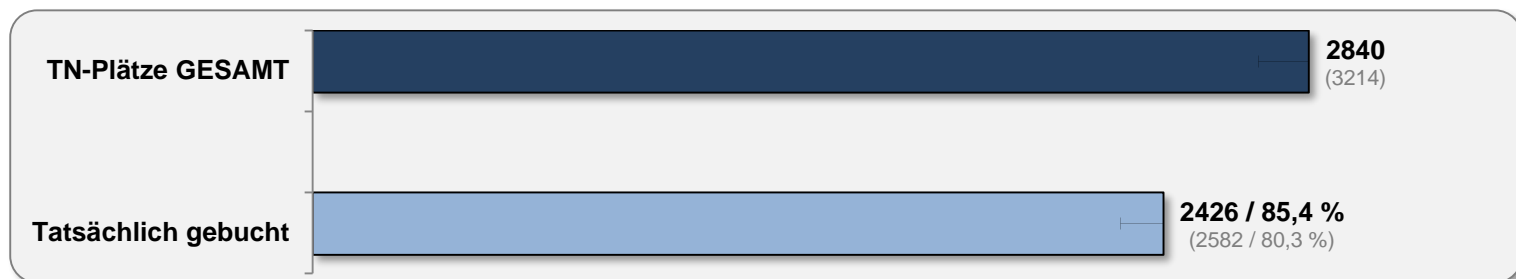 TN-Plätze GESAMT
2840
(3214)
Tatsächlich gebucht
2426 / 85,4 %
(2582 / 80,3 %)